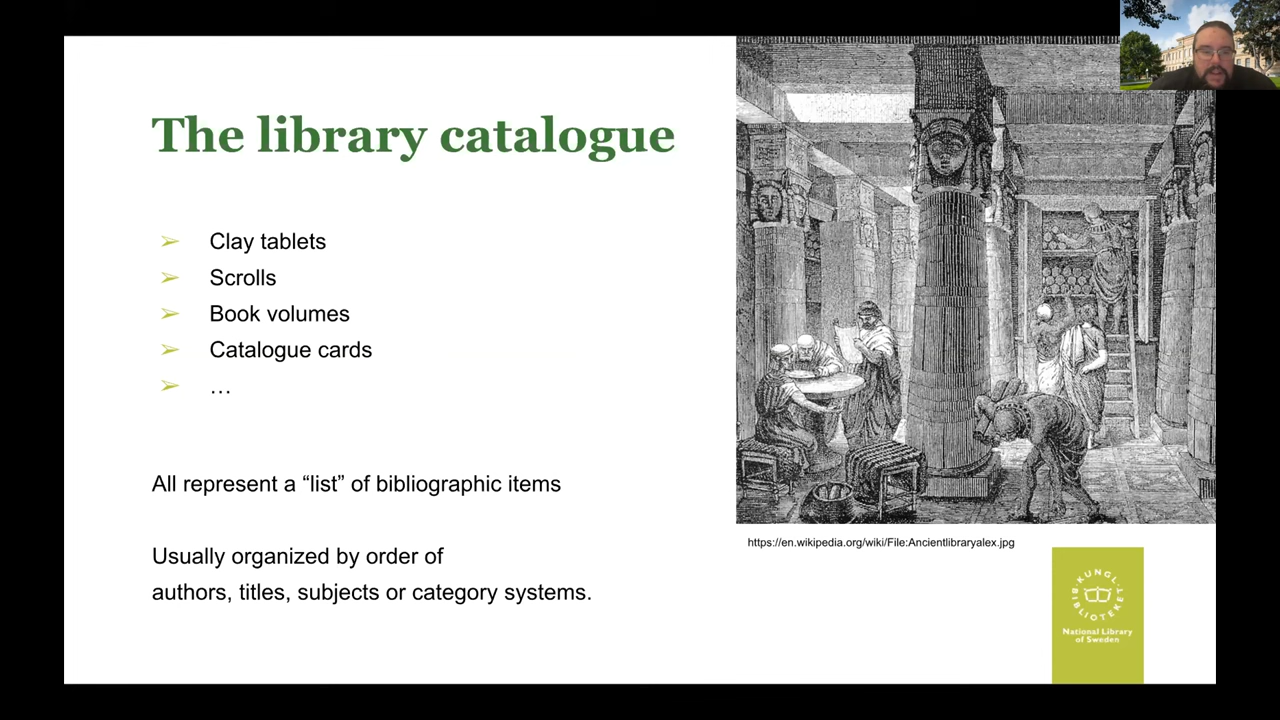 The library catalogue
➢ Clay tablets
➢ Scrolls
➢ Book volumes
➢ Catalogue cards
➢ …
All represent a “list” of bibliographic items
Usually organized by order of
authors, titles, subjects or category systems.
https://en.wikipedia.org/wiki/File:Ancientlibraryalex.jpg
KUNGL.
BIBLIOTEKET
National Library
of Sweden